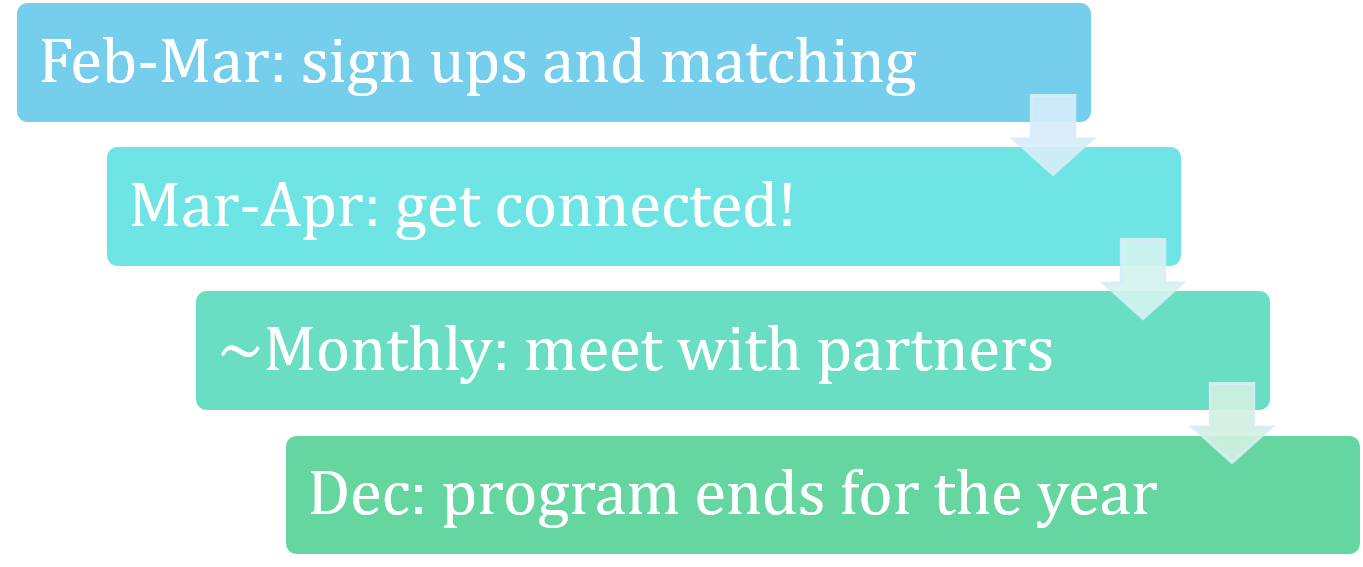 Feb-Mar: sign ups and matching
Mar-Apr: get connected!
~Monthly: meet with partners
Dec: program ends for the year